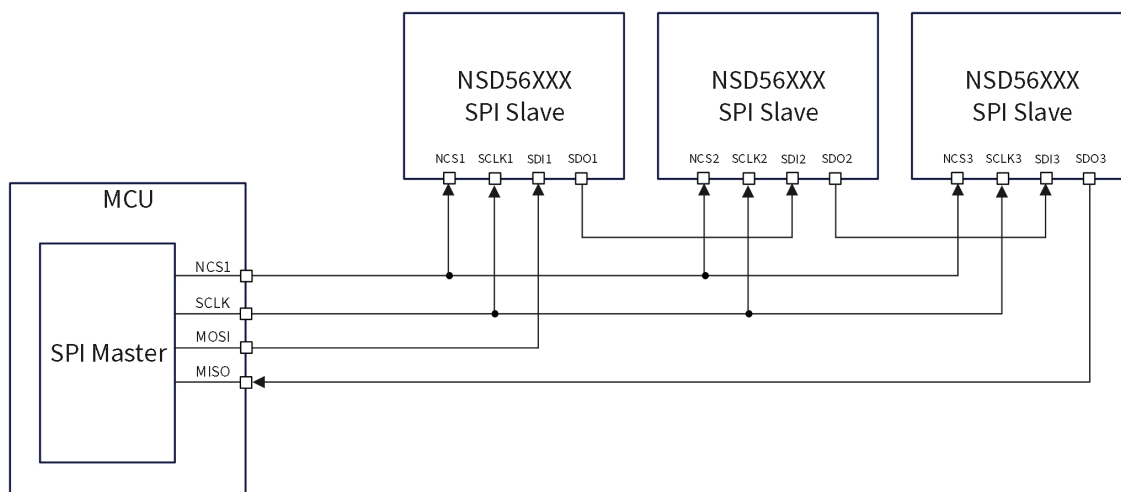 NSD56XXX
SPI Slave
NCS1 SCLK1 SDI1 SDO1
NSD56XXX
SPI Slave
NCS2 SCLK2 SDI2 SDO2
NSD56XXX
SPI Slave
NCS3 SCLK3 SDI3 SDO3
MCU
SPI Master
NCS1
SCLK
MOSI
MISO